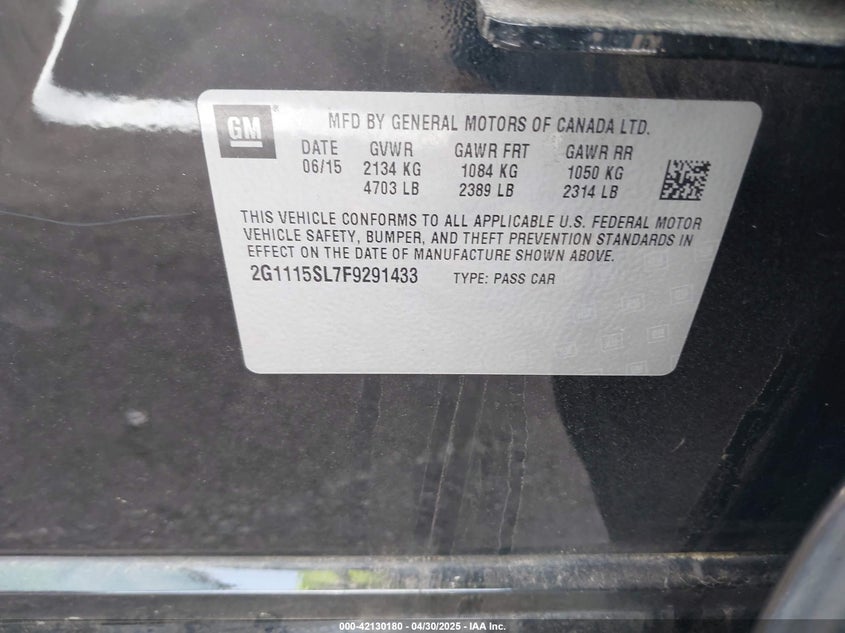 GM ® MFD BY GENERAL MOTORS OF CANADA LTD.
DATE GVWR GAWR FRT GAWR RR
06/15 2134 KG 1084 KG 1050 KG
4703 LB 2389 LB 2314 LB
THIS VEHICLE CONFORMS TO ALL APPLICABLE U.S. FEDERAL MOTOR
VEHICLE SAFETY, BUMPER, AND THEFT PREVENTION STANDARDS IN
EFFECT ON THE DATE OF MANUFACTURE SHOWN ABOVE.
2G1115SL7F9291433 TYPE: PASS CAR
000-42130180 - 04/30/2025 - IAA Inc.